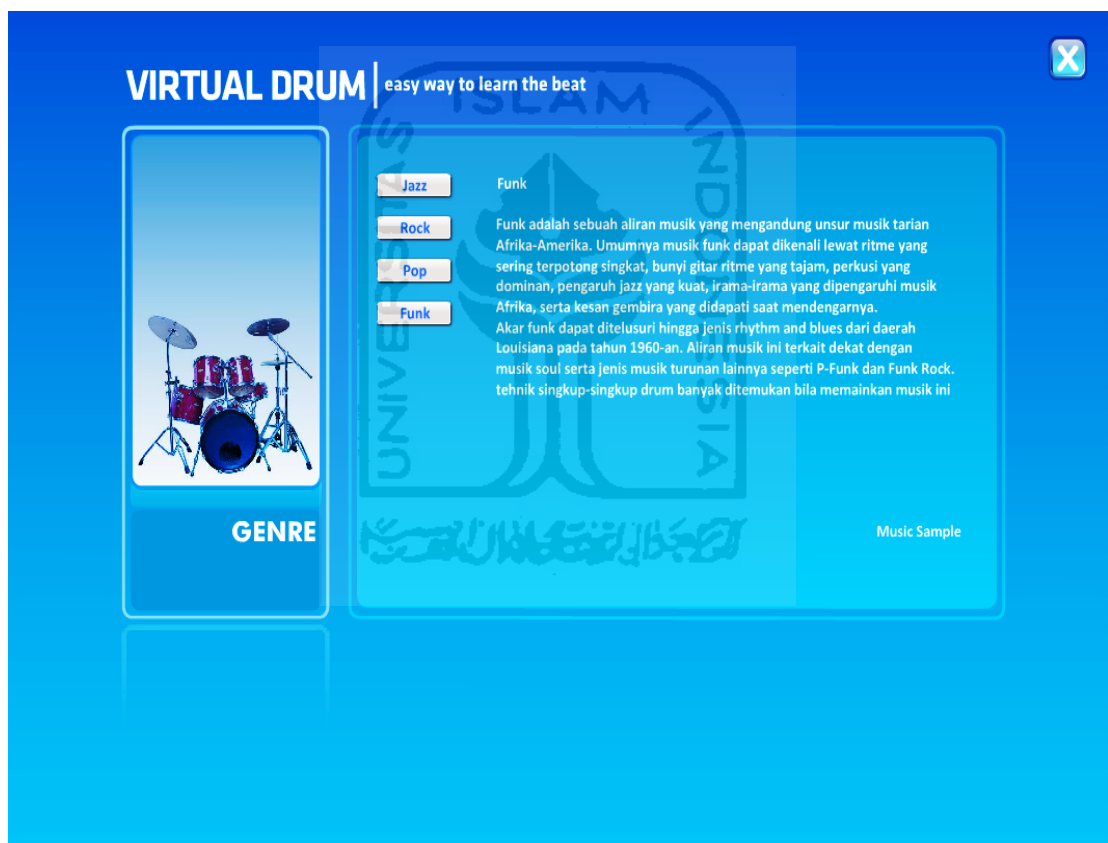 VIRTUAL DRUM
easy way to learn the beat
X
Jazz
Rock
Pop
Funk
Funk
Funk adalah sebuah aliran musik yang mengandung unsur musik tarian
Afrika-Amerika. Umumnya musik funk dapat dikenali lewat ritme yang
sering terpotong singkat, bunyi gitar ritme yang tajam, perkusi yang
dominan, pengaruh jazz yang kuat, irama-irama yang dipengaruhi musik
Afrika, serta kesan gembira yang didapati saat mendengarnya.
Akar funk dapat ditelusuri hingga jenis rhythm and blues dari daerah
Louisiana pada tahun 1960-an. Aliran musik ini terkait dekat dengan
musik soul serta jenis musik turunan lainnya seperti P-Funk dan Funk Rock.
tehnik singkup-singkup drum banyak ditemukan bila memainkan musik ini
GENRE
Music Sample
UNIVERSITAS
ISLAM
INDONESIA